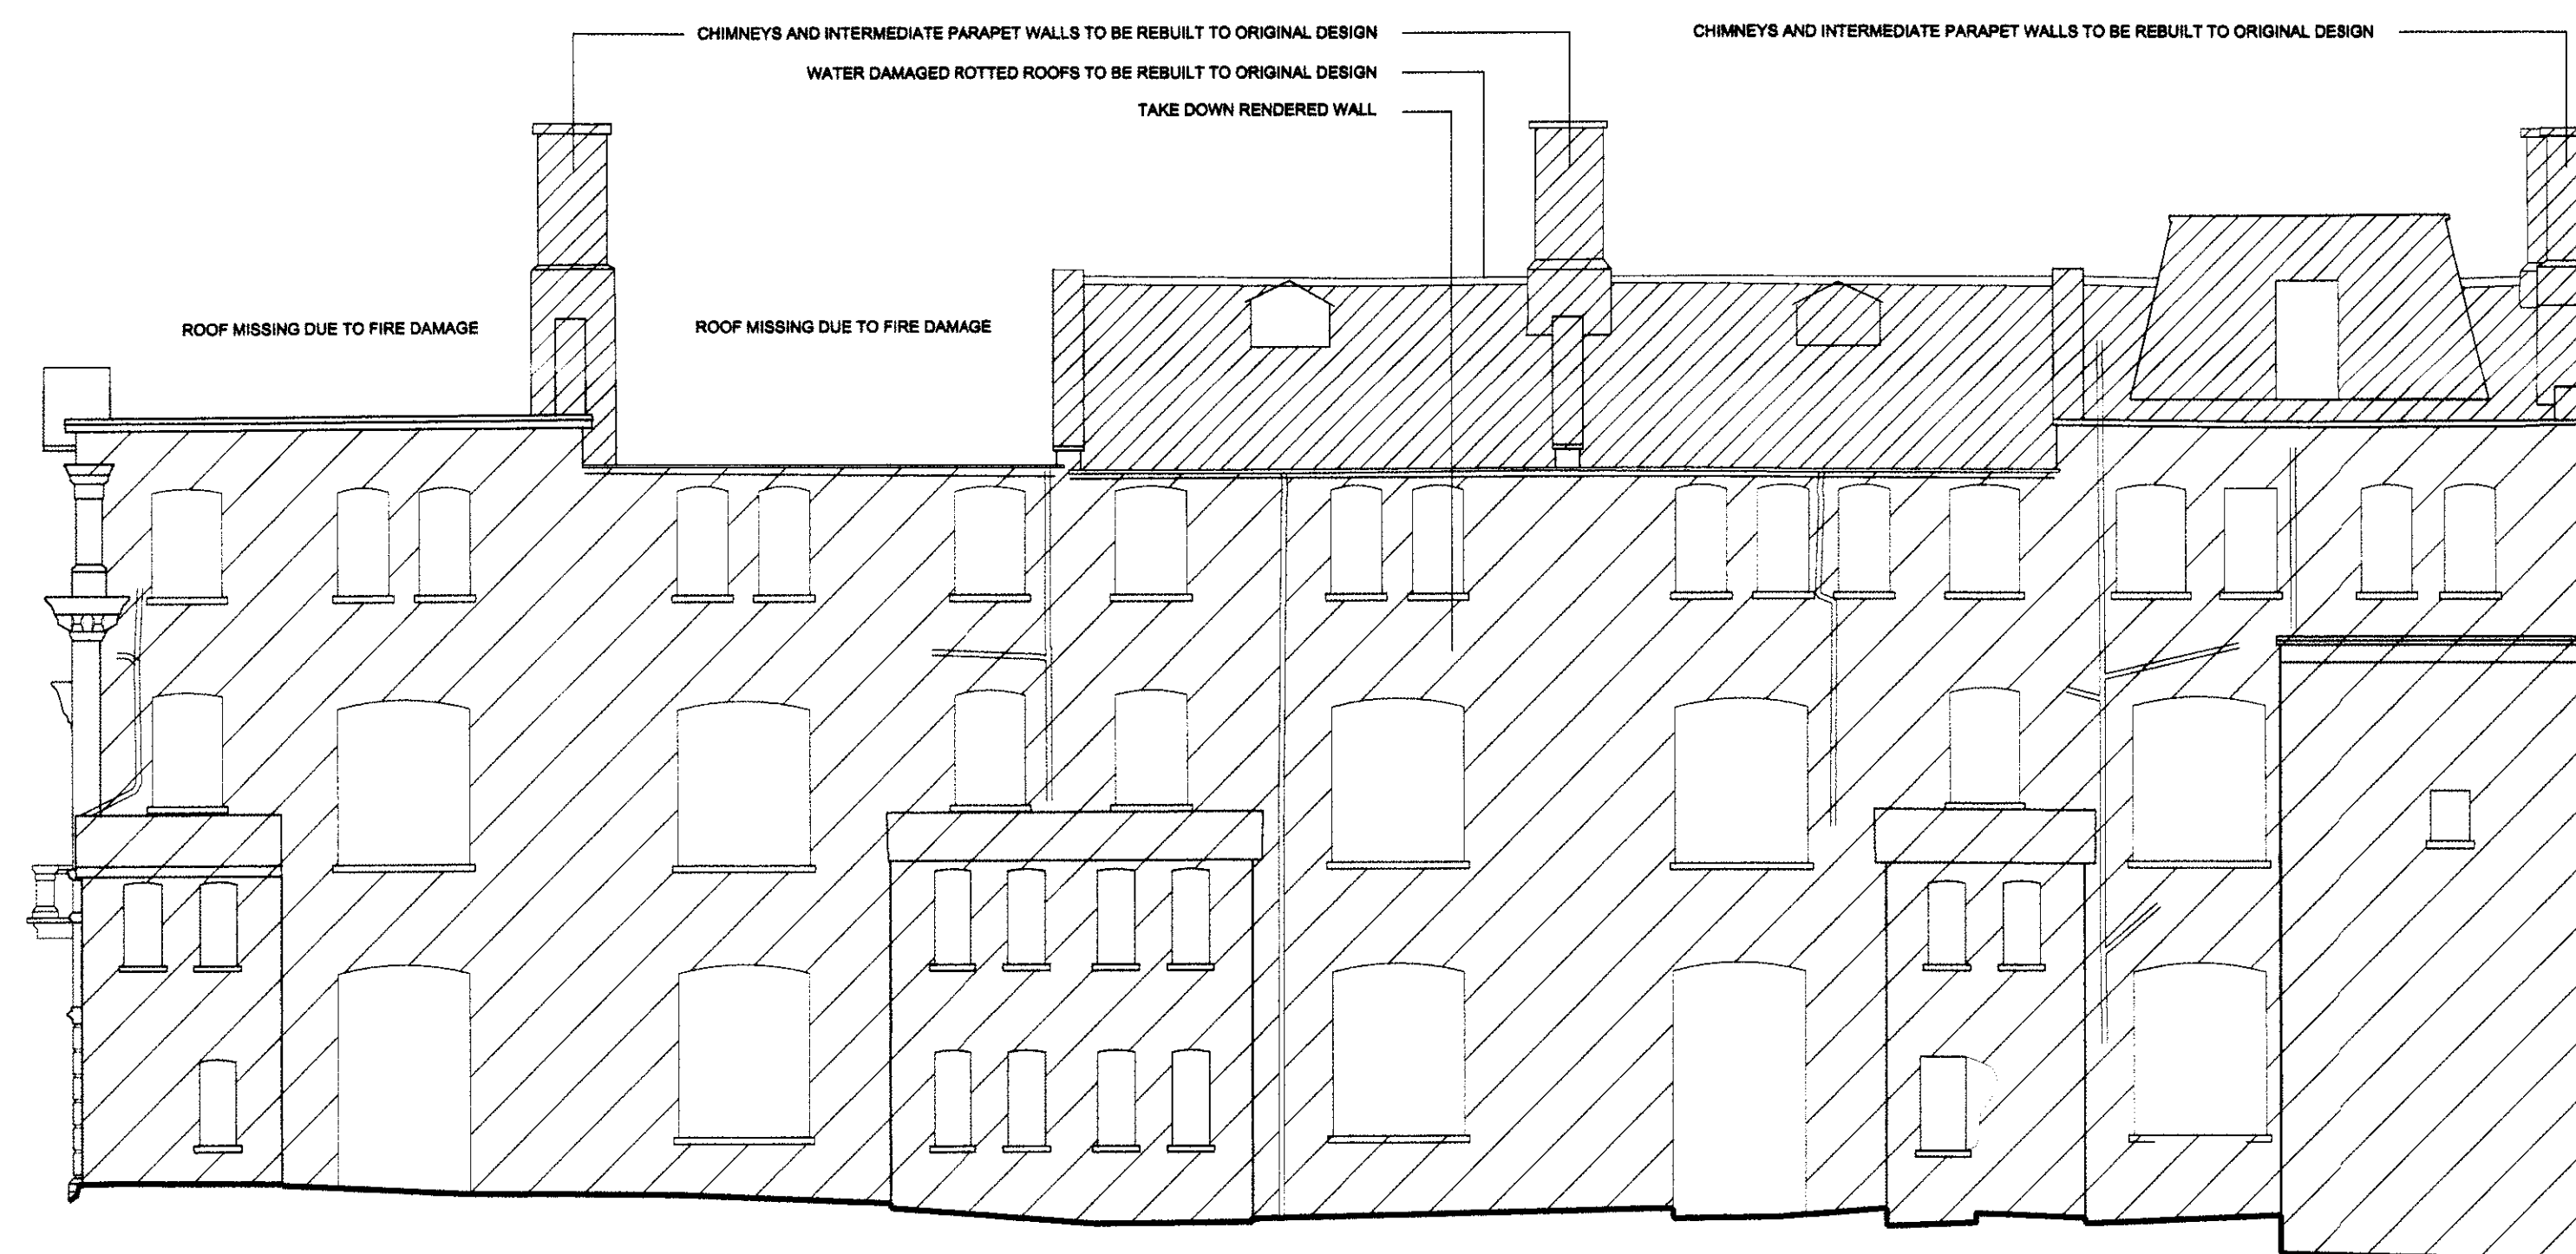 CHIMNEYS AND INTERMEDIATE PARAPET WALLS TO BE REBUILT TO ORIGINAL DESIGN
WATER DAMAGED ROTTED ROOFS TO BE REBUILT TO ORIGINAL DESIGN
TAKE DOWN RENDERED WALL
CHIMNEYS AND INTERMEDIATE PARAPET WALLS TO BE REBUILT TO ORIGINAL DESIGN
ROOF MISSING DUE TO FIRE DAMAGE
ROOF MISSING DUE TO FIRE DAMAGE